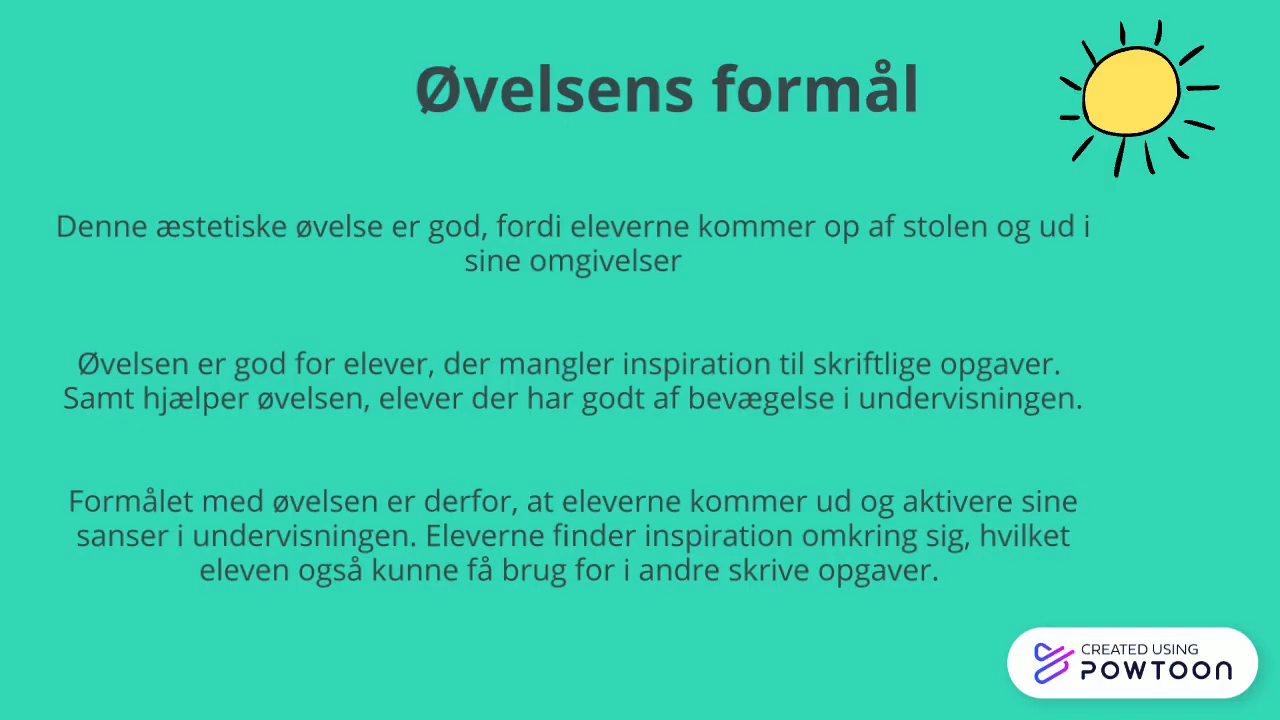 Øvelsens formål
Denne æstetiske øvelse er god, fordi eleverne kommer op af stolen og ud i
sine omgivelser
Øvelsen er god for elever, der mangler inspiration til skriftlige opgaver.
Samt hjælper øvelsen, elever der har godt af bevægelse i undervisningen.
Formålet med øvelsen er derfor, at eleverne kommer ud og aktivere sine
sanser i undervisningen. Eleverne finder inspiration omkring sig, hvilket
eleven også kunne få brug for i andre skrive opgaver.
CREATED USING
POWTOON